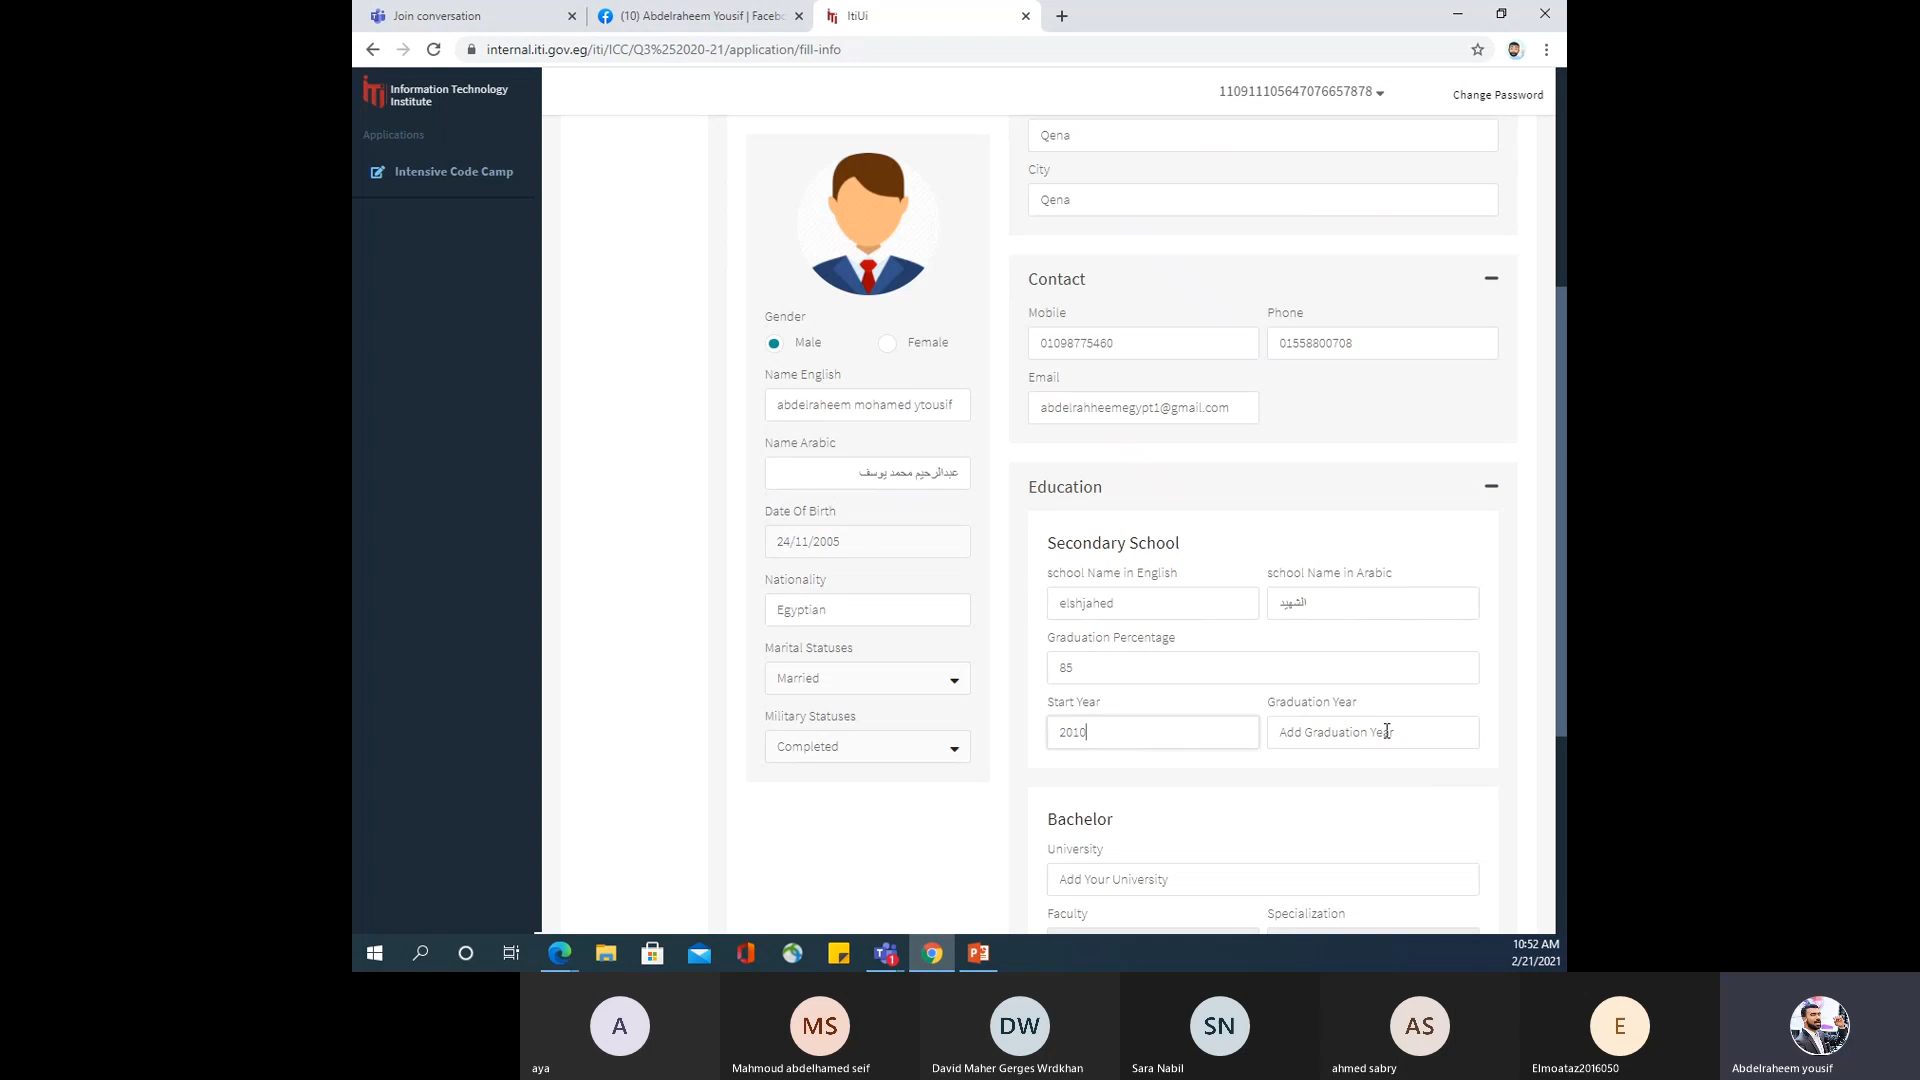 Join conversation
(10) Abdelraheem Yousif | Facebo
ItiUi
internal.iti.gov.eg/iti/ICC/Q3%252020-21/application/fill-info
Information Technology
Institute
Applications
Intensive Code Camp
110911105647076657878
Change Password
Gender
Male
Female
Name English
abdelraheem mohamed ytousif
Name Arabic
عبدالرحيم محمد يوسف
Date Of Birth
24/11/2005
Nationality
Egyptian
Marital Statuses
Married
Military Statuses
Completed
Qena
City
Qena
Contact
Mobile
Phone
01098775460
01558800708
Email
abdelrahheemegypt1@gmail.com
Education
Secondary School
school Name in English
school Name in Arabic
elshjahed
الشهيد
Graduation Percentage
85
Start Year
Graduation Year
2010
Add Graduation Year
Bachelor
University
Add Your University
Faculty
Specialization
10:52 AM
2/21/2021
A
MS
DW
SN
AS
E
aya
Mahmoud abdelhamed seif
David Maher Gerges Wrdkhan
Sara Nabil
ahmed sabry
Elmoataz2016050
Abdelraheem yousif